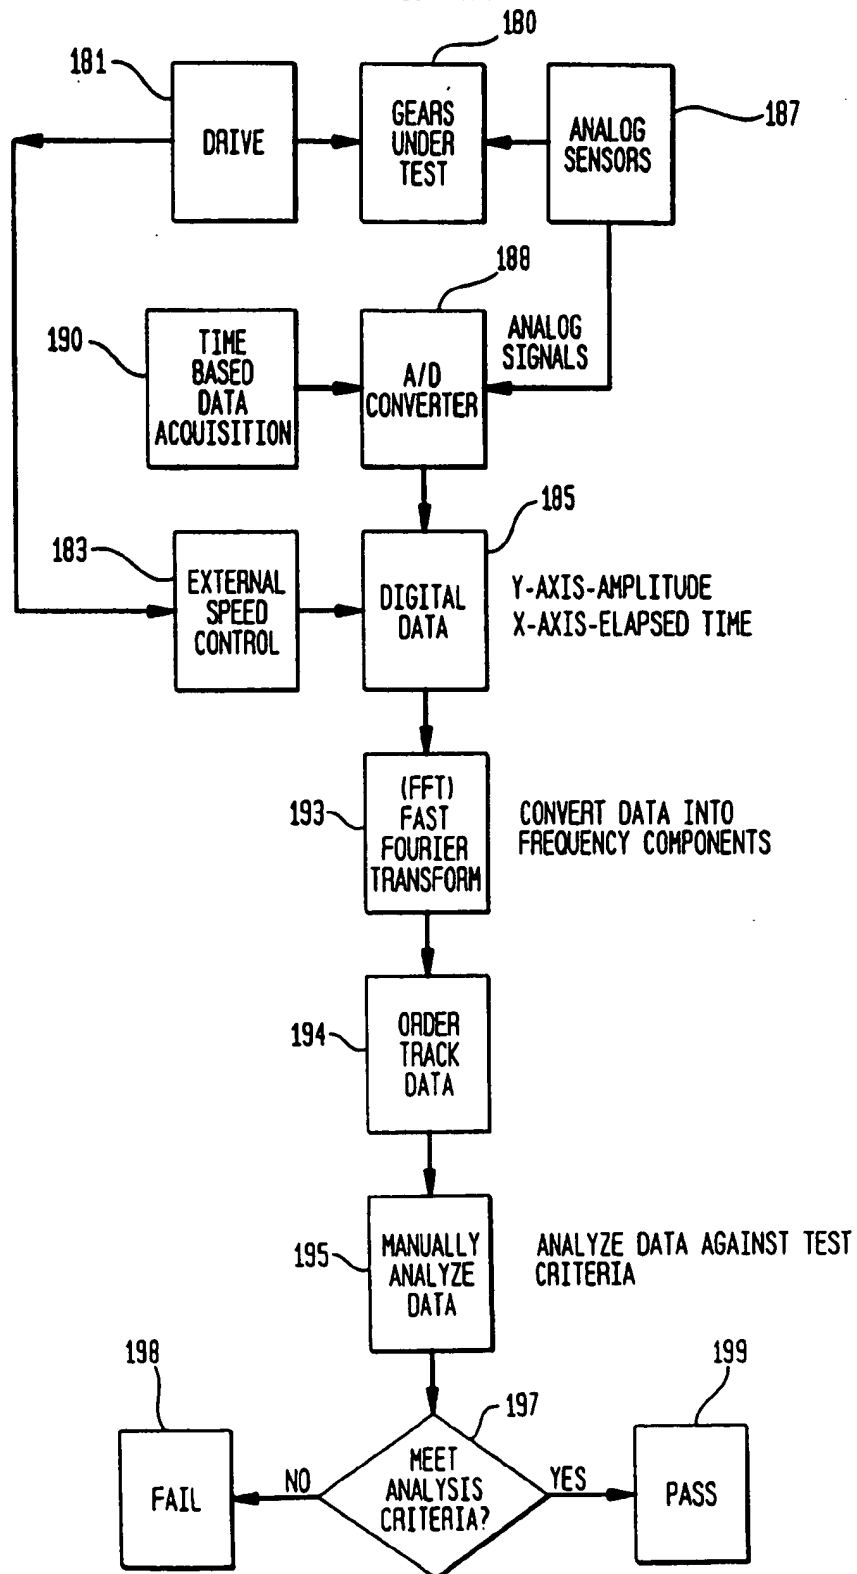 180
181
DRIVE
GEARS
UNDER
TEST
ANALOG
SENSORS
187
188
190
TIME
BASED
DATA
ACQUISITION
A/D
CONVERTER
ANALOG
SIGNALS
185
183
EXTERNAL
SPEED
CONTROL
DIGITAL
DATA
Y-AXIS-AMPLITUDE
X-AXIS-ELAPSED TIME
193
(FFT)
FAST
FOURIER
TRANSFORM
CONVERT DATA INTO
FREQUENCY COMPONENTS
194
ORDER
TRACK
DATA
195
MANUALLY
ANALYZE
DATA
ANALYZE DATA AGAINST TEST
CRITERIA
198
197
199
FAIL
NO
MEET
ANALYSIS
CRITERIA?
YES
PASS